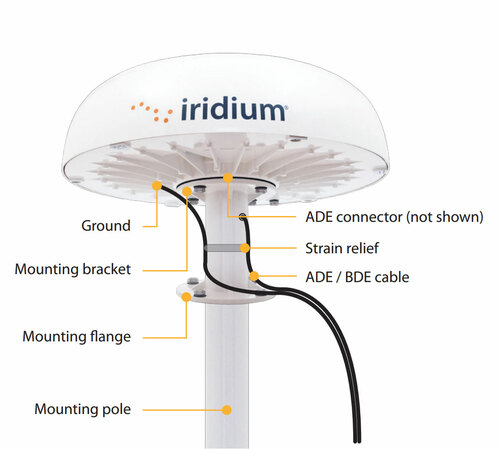 iridium®
Ground
Mounting bracket
Mounting flange
Mounting pole
ADE connector (not shown)
Strain relief
ADE / BDE cable